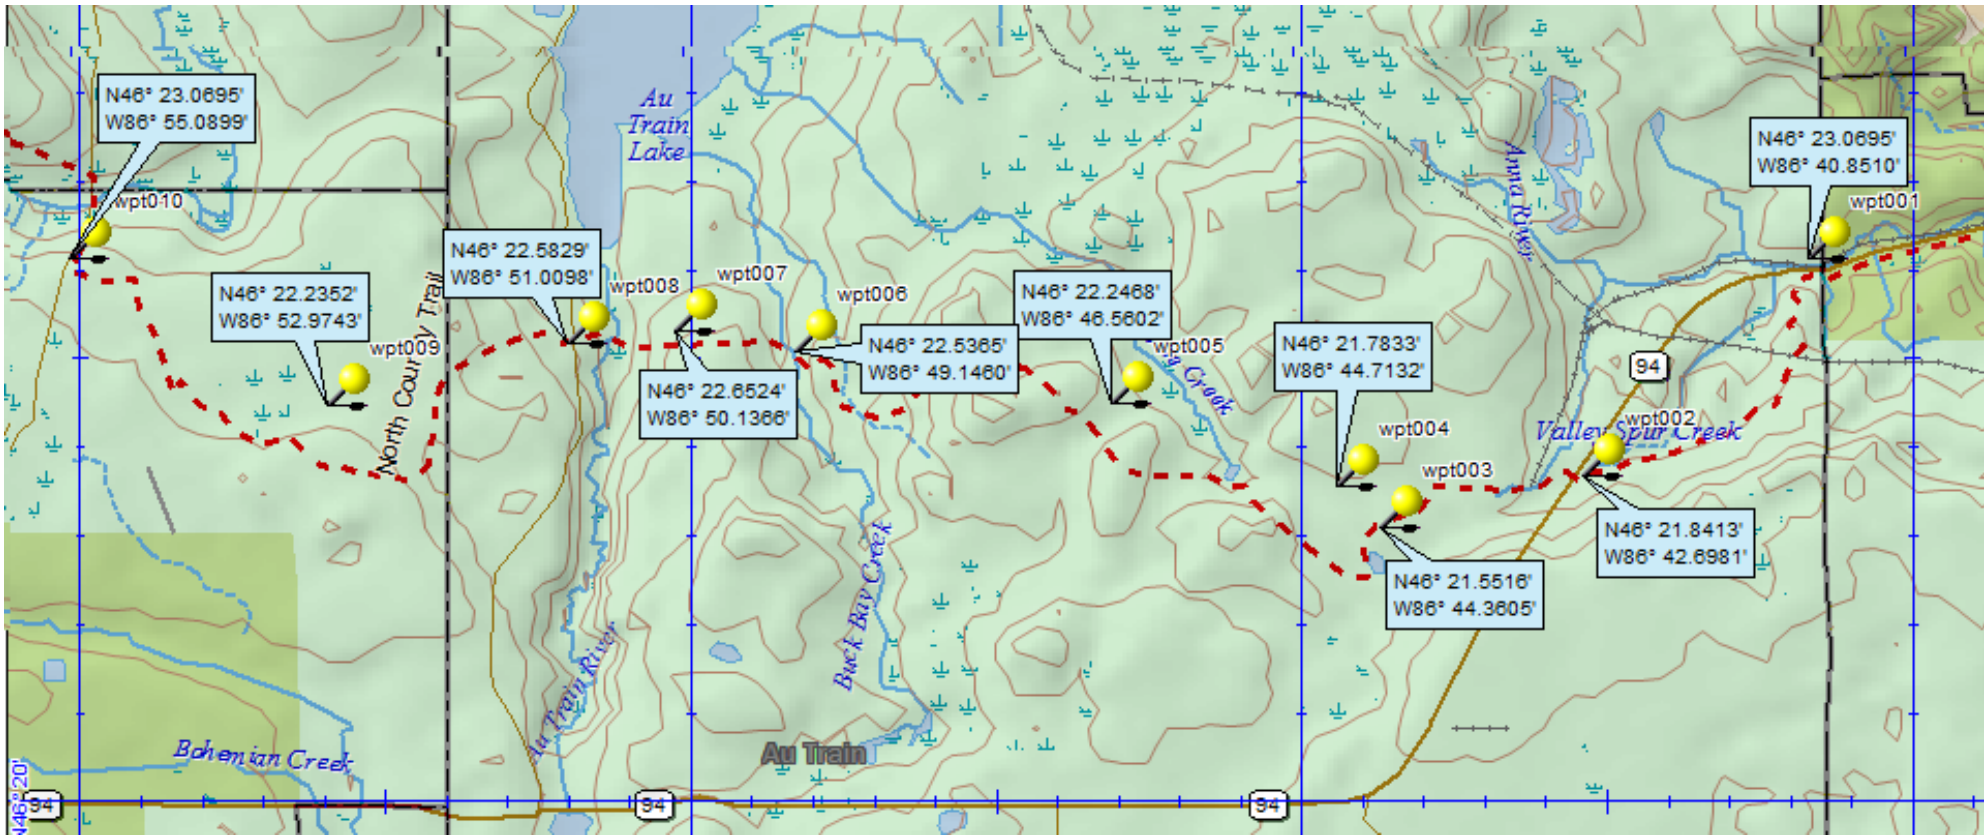 N46° 23.0695'
W86° 55.0899'
wpt010
Au
Train
Lake
N46° 23.0695'
W86° 40.8510'
wpt001
Anna River
N46° 22.2352'
W86° 52.9743'
wpt009
North County Trail
N46° 22.5829'
W86° 51.0098'
wpt008
wpt007
N46° 22.6524'
W86° 50.1366'
wpt006
N46° 22.5365'
W86° 49.1460'
N46° 22.2468'
W86° 46.5602'
wpt005
Creek
N46° 21.7833'
W86° 44.7132'
wpt004
wpt003
N46° 21.5516'
W86° 44.3605'
94
wpt002
Valley Spur Creek
N46° 21.8413'
W86° 42.6981'
Buck Bay Creek
Au Train River
Au Train
Bohemian Creek
N46°20'
94
94
94